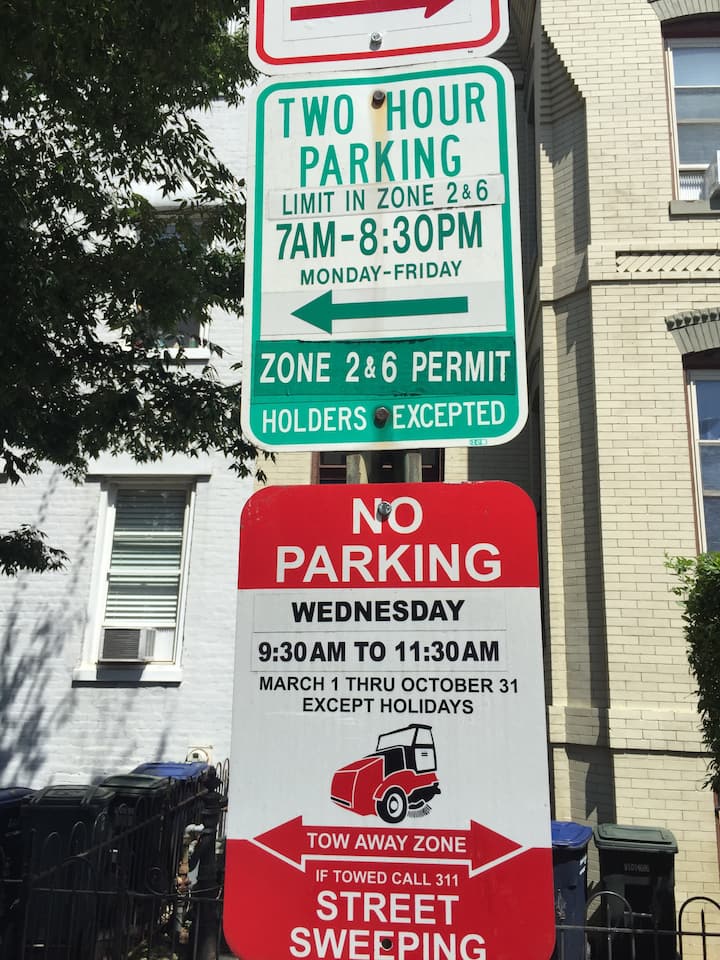 TWO HOUR
PARKING
LIMIT IN ZONE 2&6
7AM-8:30PM
MONDAY-FRIDAY
ZONE 2&6 PERMIT
HOLDERS EXCEPTED
NO
PARKING
WEDNESDAY
9:30AM TO 11:30AM
MARCH 1 THRU OCTOBER 31
EXCEPT HOLIDAYS
TOW AWAY ZONE
IF TOWED CALL 311
STREET
SWEEPING